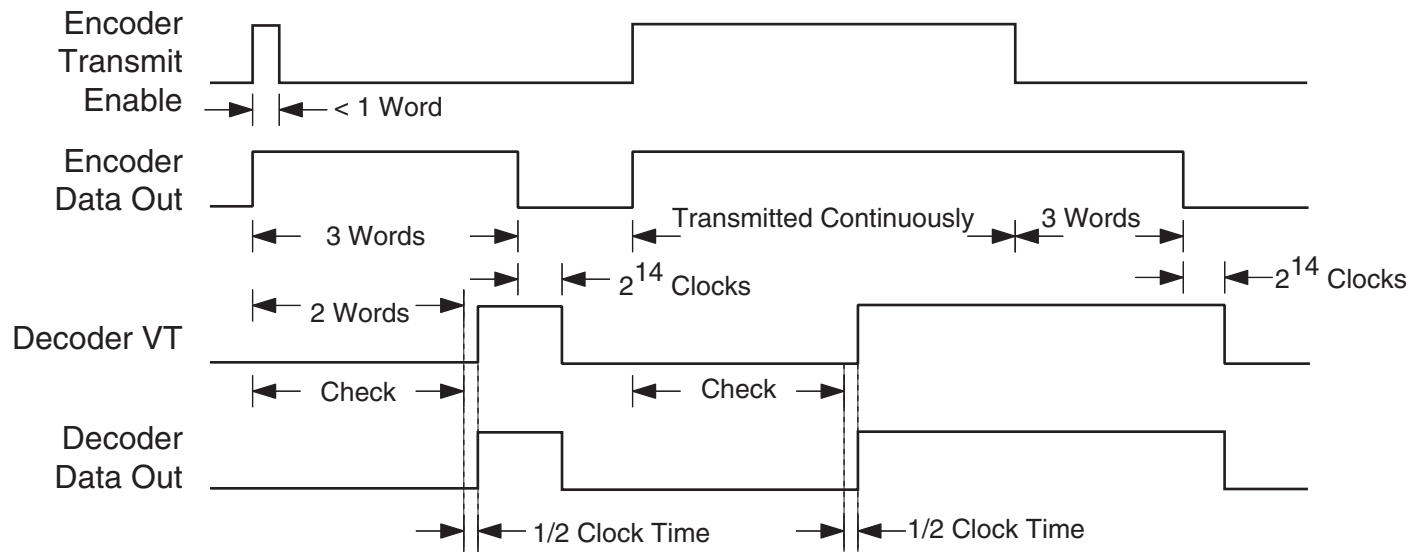 Encoder
Transmit
Enable
< 1 Word
Encoder
Data Out
3 Words
Transmitted Continuously
3 Words
2^14 Clocks
2^14 Clocks
2 Words
Decoder VT
Check
Check
Decoder
Data Out
1/2 Clock Time
1/2 Clock Time